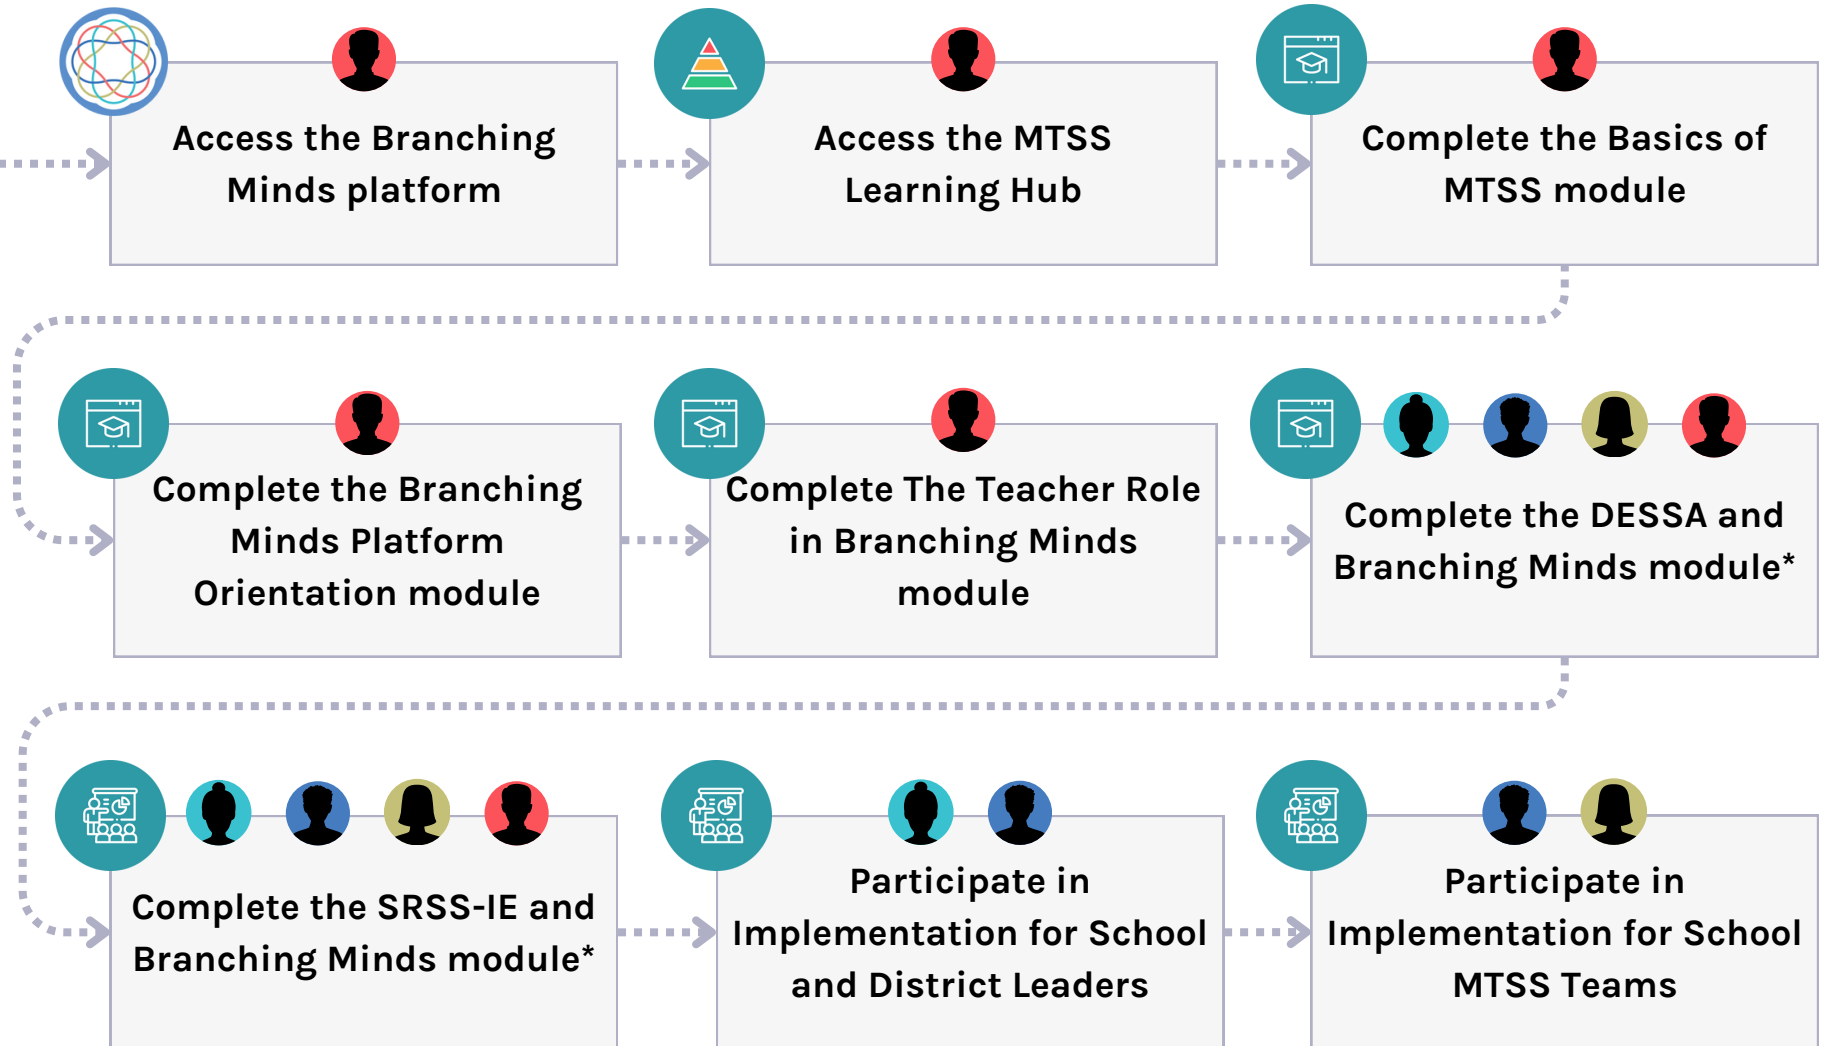 Access the Branching
Minds platform
Access the MTSS
Learning Hub
Complete the Basics of
MTSS module
Complete the Branching
Minds Platform
Orientation module
Complete The Teacher Role
in Branching Minds
module
Complete the DESSA and
Branching Minds module*
Complete the SRSS-IE and
Branching Minds module*
Participate in
Implementation for School
and District Leaders
Participate in
Implementation for School
MTSS Teams